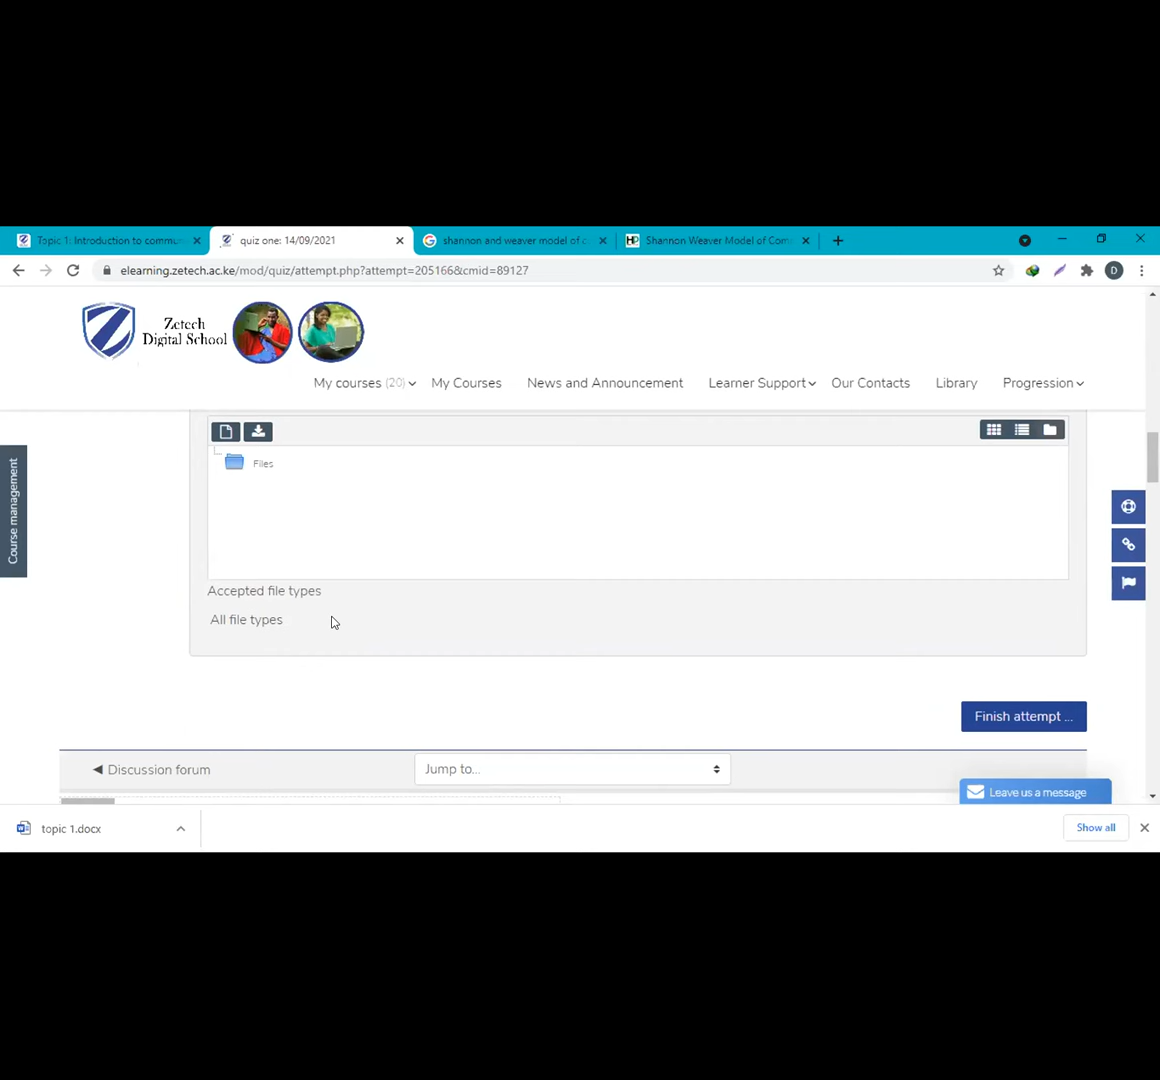 Topic 1: Introduction to commun
quiz one: 14/09/2021
shannon and weaver model of c
Shannon Weaver Model of Com
elearning.zetech.ac.ke/mod/quiz/attempt.php?attempt=205166&cmid=89127
D
Zetech
Digital School
My courses (20)
My Courses
News and Announcement
Learner Support
Our Contacts
Library
Progression
Course management
Files
Accepted file types
All file types
Finish attempt ...
Discussion forum
Jump to...
Leave us a message
topic 1.docx
Show all